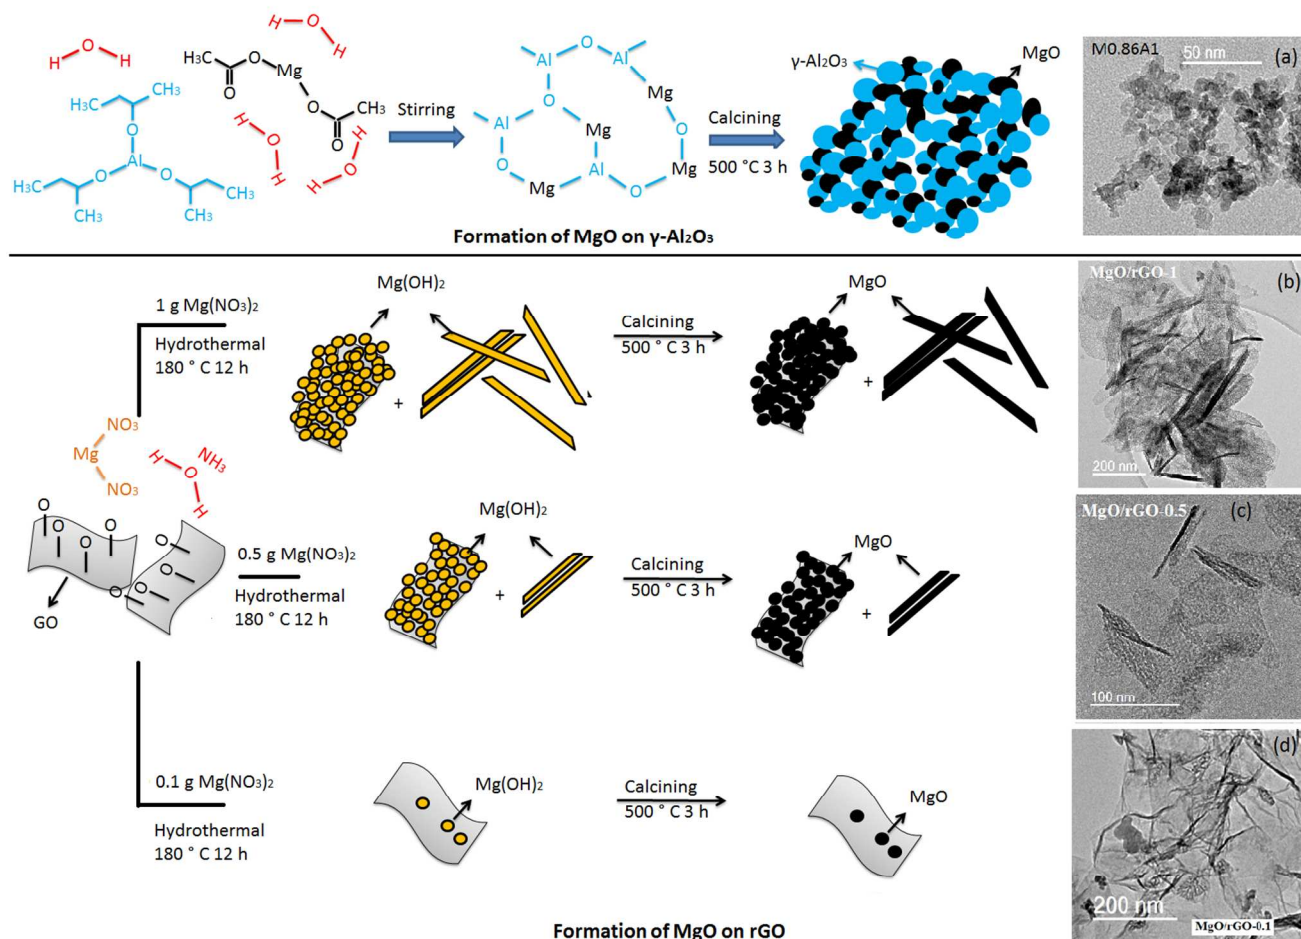 H
O
H
H
O
H
H₃C
O
Mg
O
O
CH₃
O
H
O
H
H
O
H
H₃C
CH₃
O
Al
H₃C
O
O
CH₃
CH₃
CH₃
Stirring
Al
O
Al
Mg
Al
O
Mg
O
O
Mg
Mg
Al
O
Calcining
500 °C 3 h
γ-Al₂O₃
MgO
M0.86A1
50 nm
(a)
Formation of MgO on γ-Al₂O₃
1 g Mg(NO₃)₂
Hydrothermal
180 ° C 12 h
Mg(OH)₂
+
Calcining
500 ° C 3 h
MgO
+
MgO/rGO-1
(b)
200 nm
NO₃
Mg
NO₃
NH₃
H
O
H
O
O
O
O
O
O
O
O
GO
0.5 g Mg(NO₃)₂
Hydrothermal
180 ° C 12 h
Mg(OH)₂
+
Calcining
500 ° C 3 h
MgO
+
MgO/rGO-0.5
(c)
100 nm
0.1 g Mg(NO₃)₂
Hydrothermal
180 ° C 12 h
Mg(OH)₂
Calcining
500 ° C 3 h
MgO
(d)
200 nm
MgO/rGO-0.1
Formation of MgO on rGO